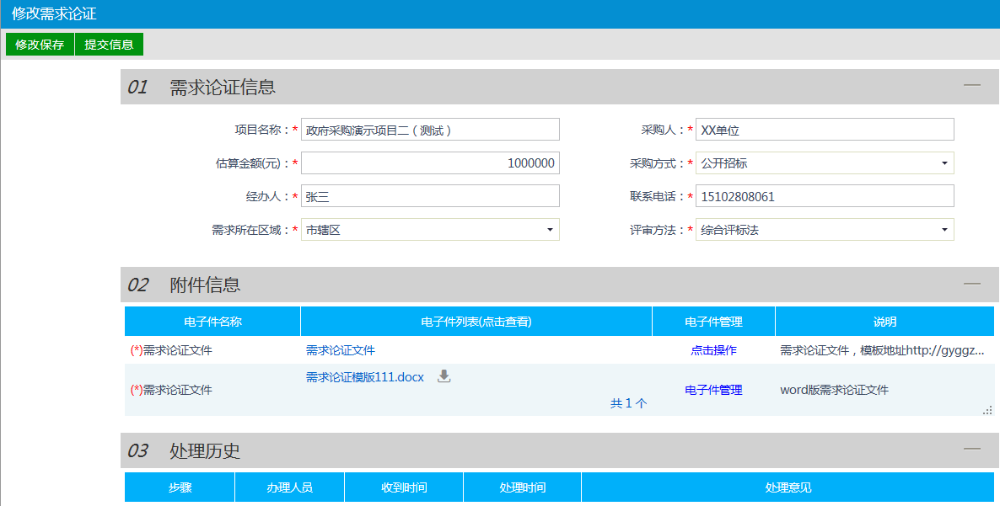 修改需求论证
修改保存 提交信息
01 需求论证信息
项目名称：* 政府采购演示项目二（测试） 采购人：* XX单位
估算金额(元)：* 1000000 采购方式：* 公开招标
经办人：* 张三 联系电话：* 15102808061
需求所在区域：* 市辖区 评审方法：* 综合评标法
02 附件信息
电子件名称 电子件列表(点击查看) 电子件管理 说明
(*)需求论证文件 需求论证文件 点击操作 需求论证文件，模板地址http://gyggz...
需求论证模版111.docx
(*)需求论证文件 电子件管理 word版需求论证文件
共 1 个
03 处理历史
步骤 办理人员 收到时间 处理时间 处理意见